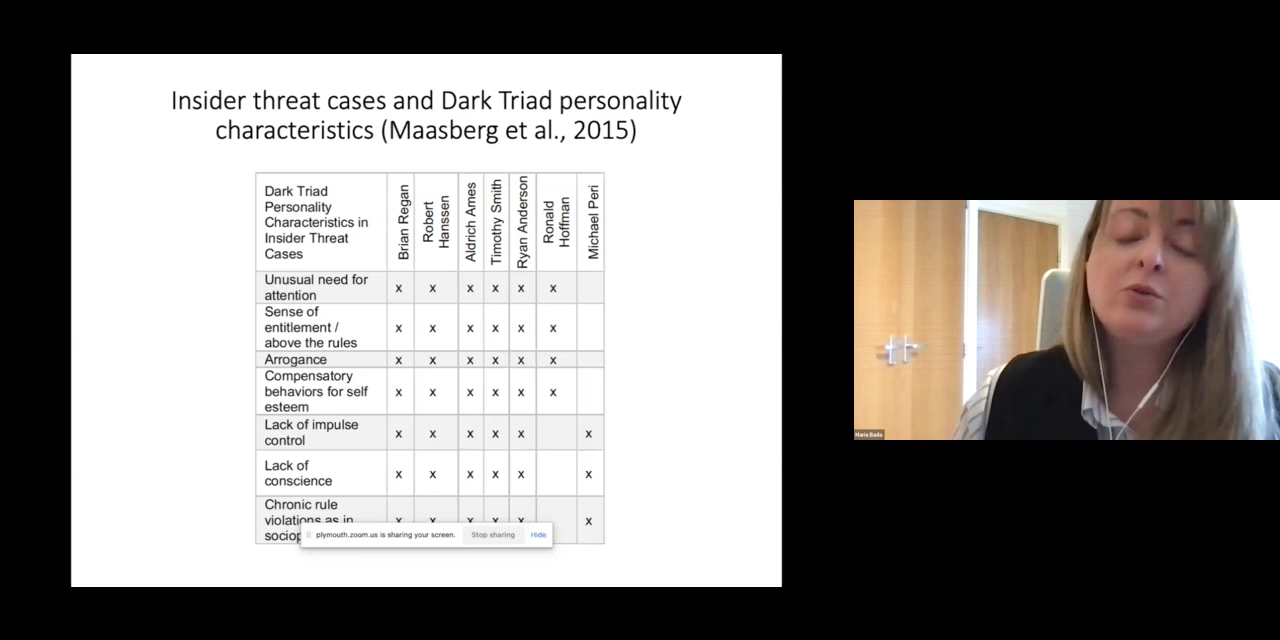 Insider threat cases and Dark Triad personality
characteristics (Maasberg et al., 2015)
Dark Triad
Personality
Characteristics in
Insider Threat
Cases
Brian Regan
Robert
Hanssen
Aldrich Ames
Timothy Smith
Ryan Anderson
Ronald
Hoffman
Michael Peri
Unusual need for
attention
x x x x x x
Sense of
entitlement /
above the rules
x x x x x x
Arrogance x x x x x x
Compensatory
behaviors for self
esteem
x x x x x x
Lack of impulse
control
x x x x x x
Lack of
conscience
x x x x x x
Chronic rule
violations as in
x x x x x x
plymouth.zoom.us is sharing your screen. Stop sharing Hide
Maria Bada